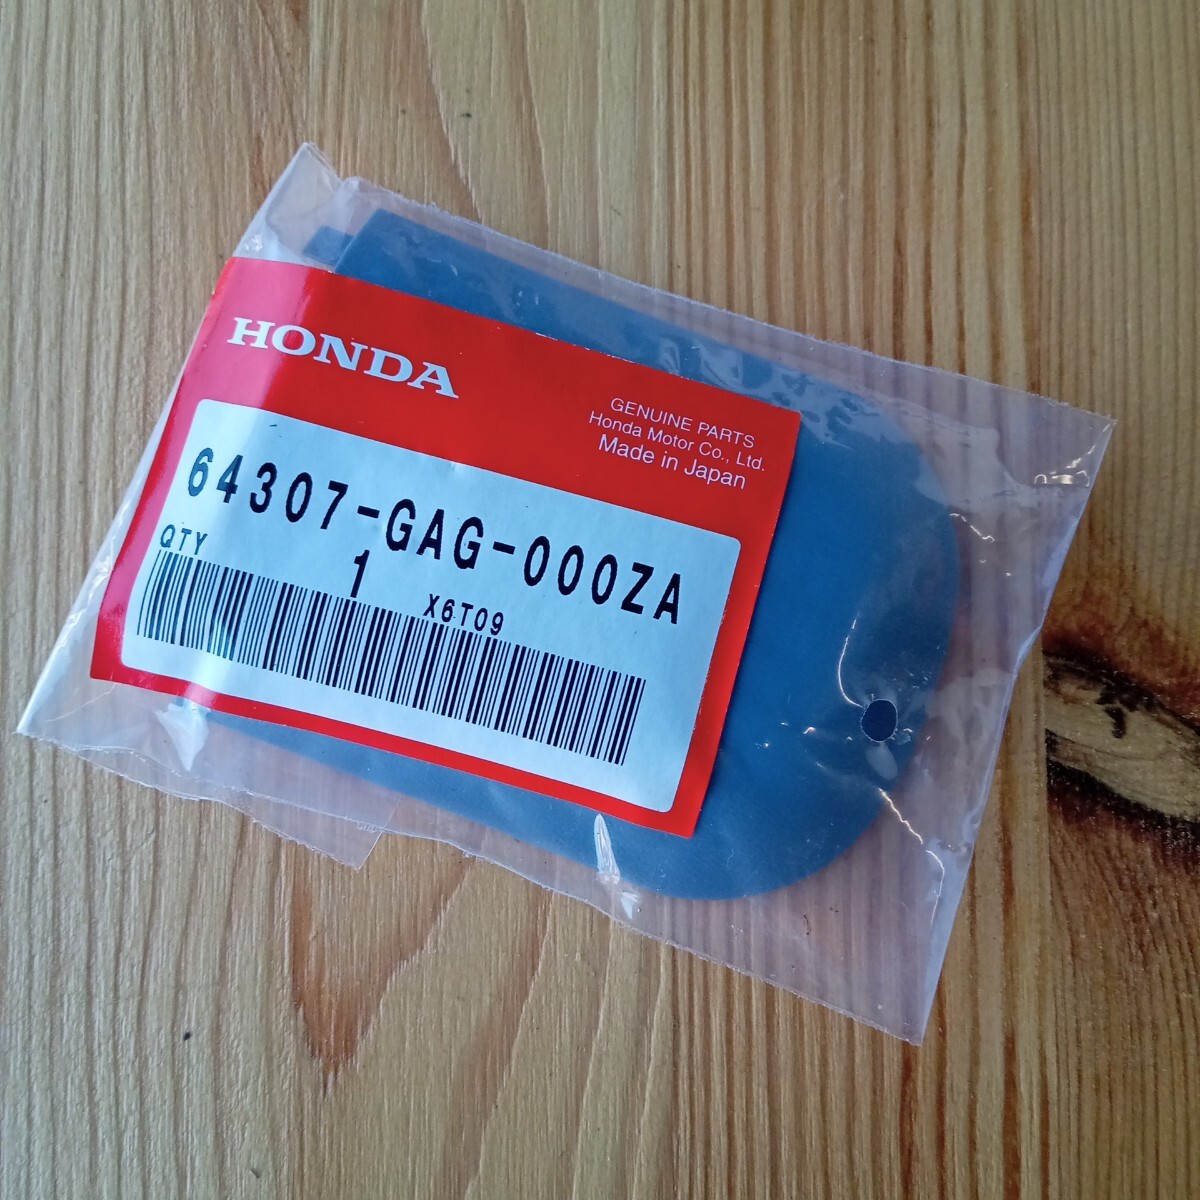 HONDA
GENUINE PARTS
Honda Motor Co., Ltd.
Made in Japan
64307-GAG-000ZA
QTY 1 X6T09